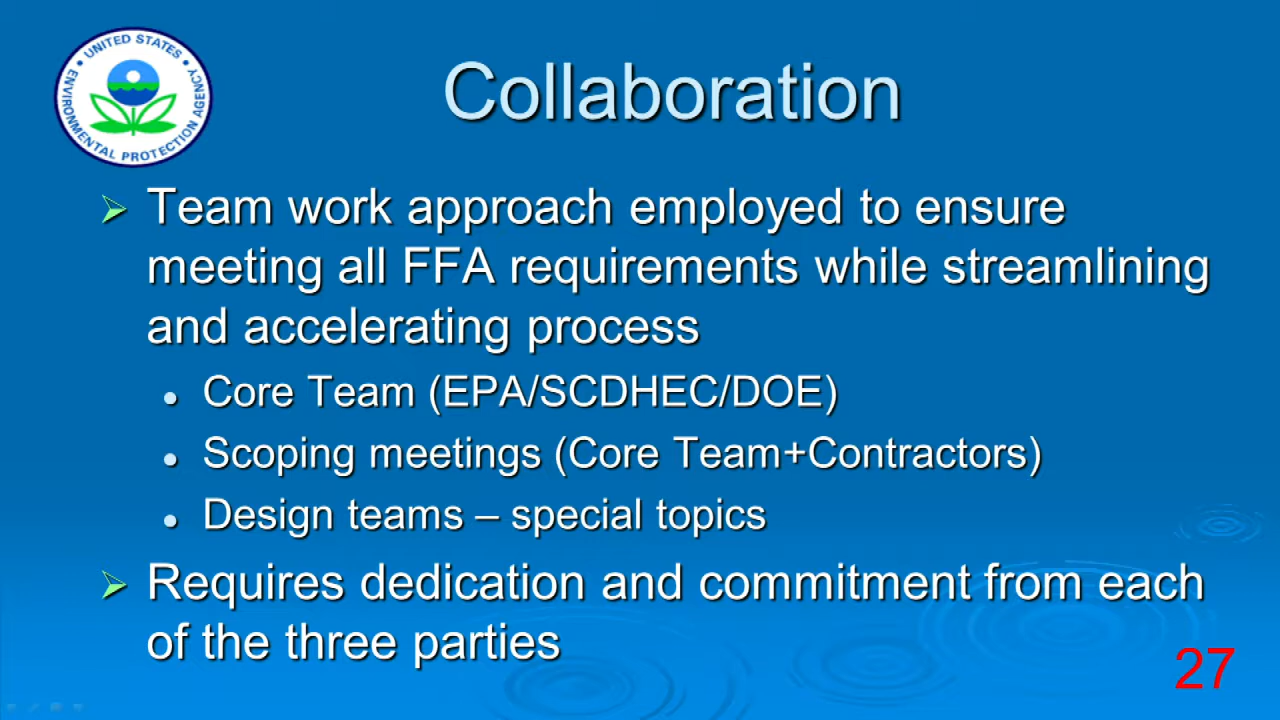 UNITED STATES
ENVIRONMENTAL PROTECTION AGENCY
Collaboration
Team work approach employed to ensure
meeting all FFA requirements while streamlining
and accelerating process
Core Team (EPA/SCDHEC/DOE)
Scoping meetings (Core Team+Contractors)
Design teams – special topics
Requires dedication and commitment from each
of the three parties
27